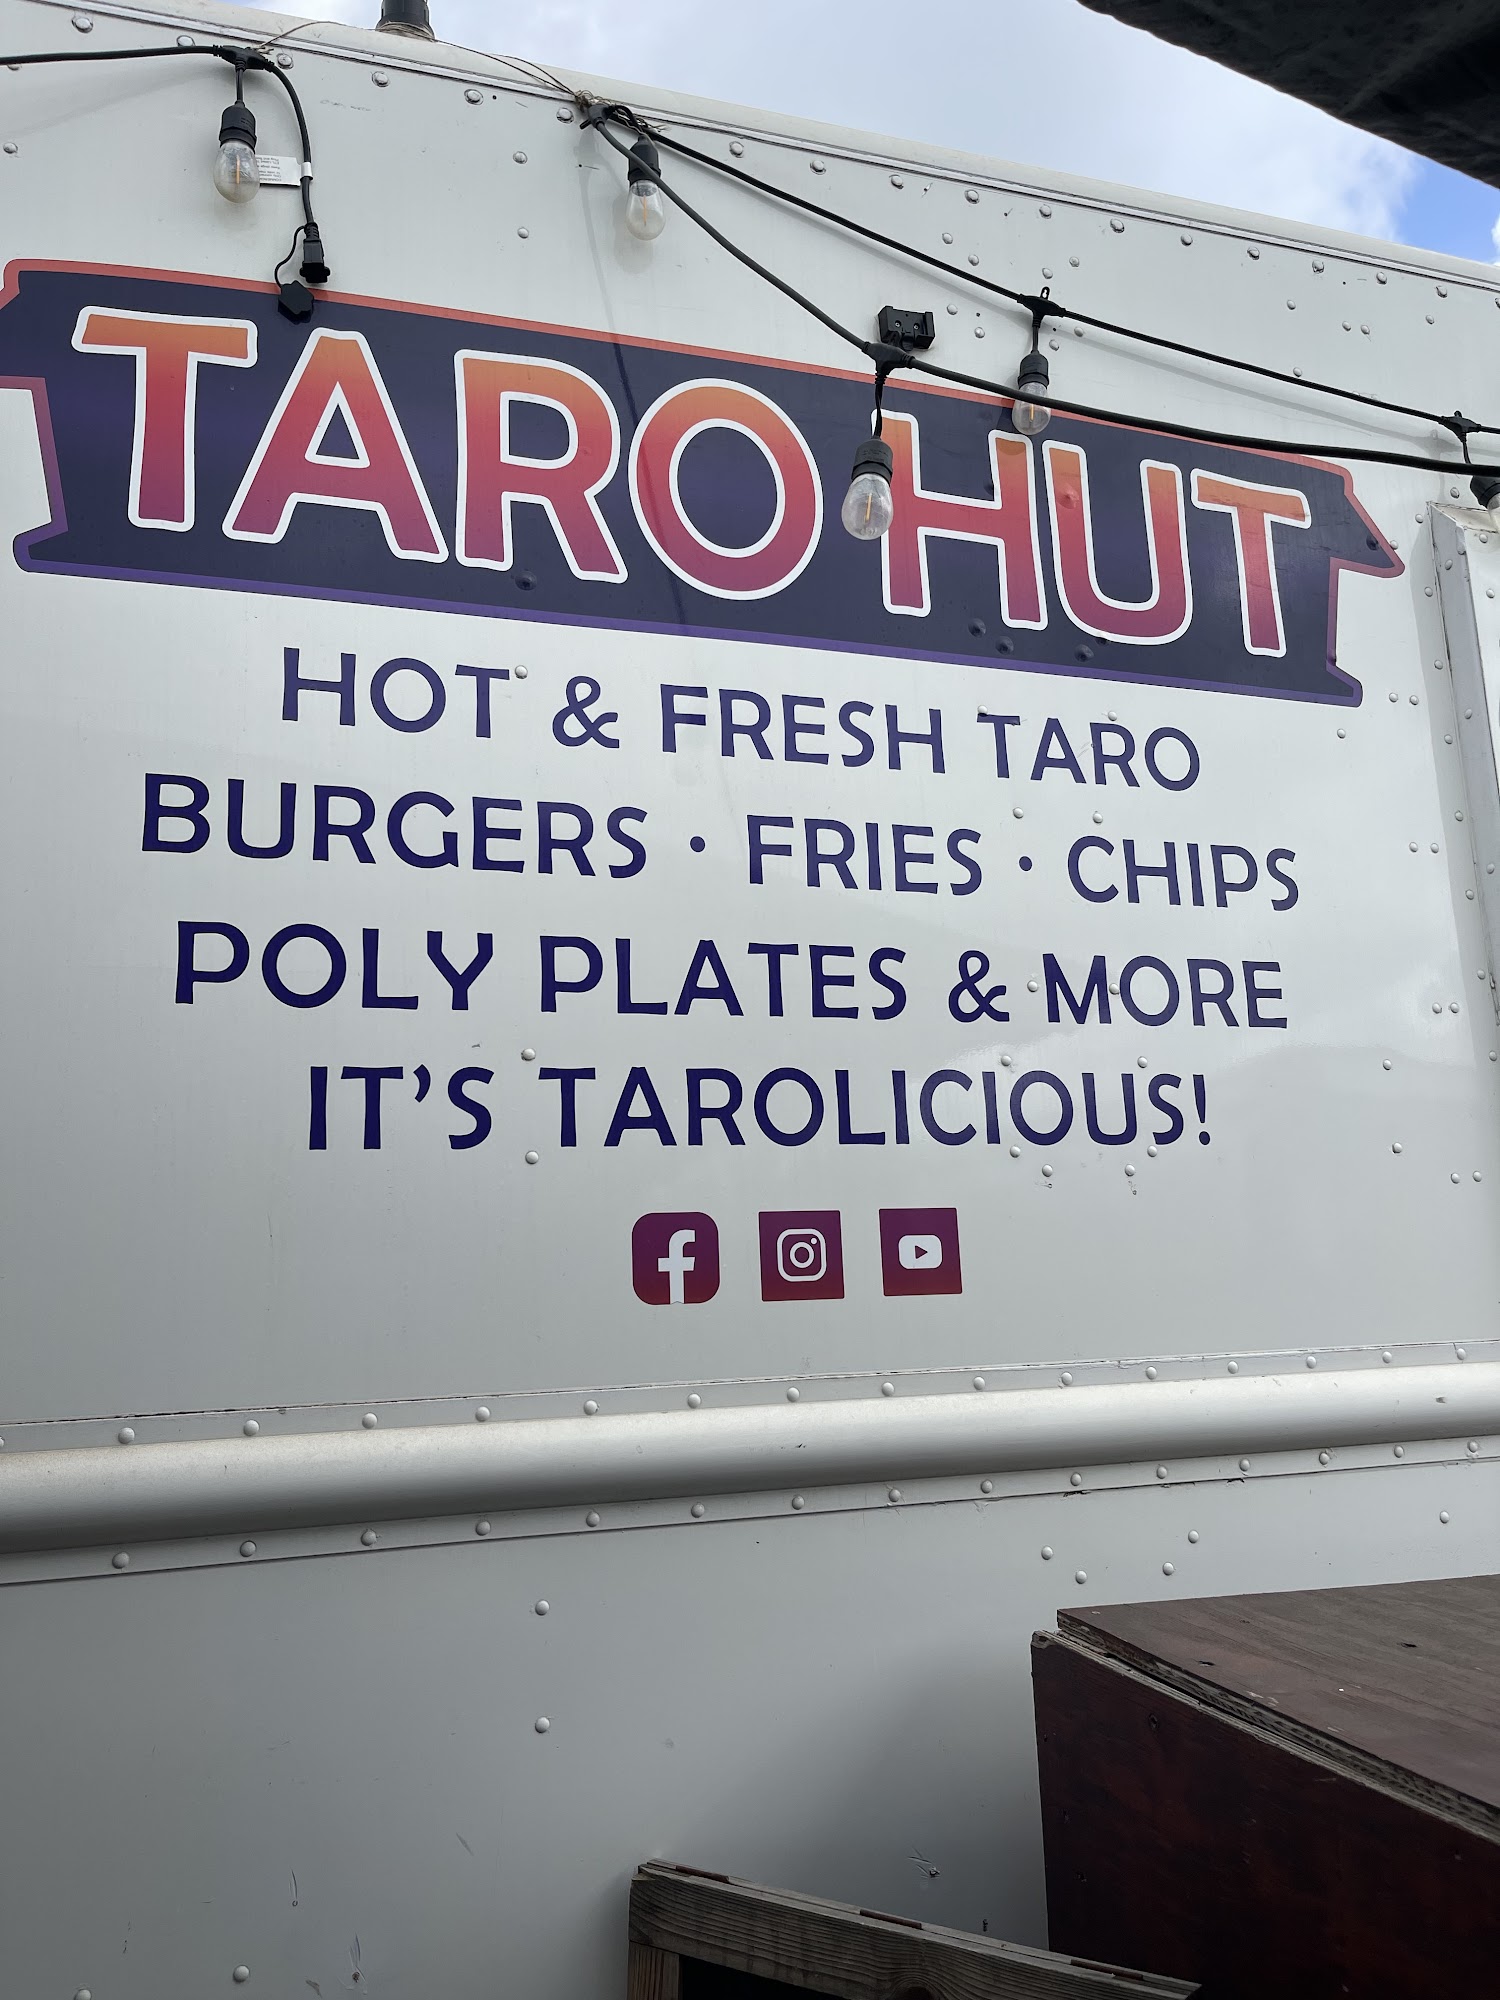 TARO HUT
HOT & FRESH TARO
BURGERS • FRIES • CHIPS
POLY PLATES & MORE
IT'S TAROLICIOUS!